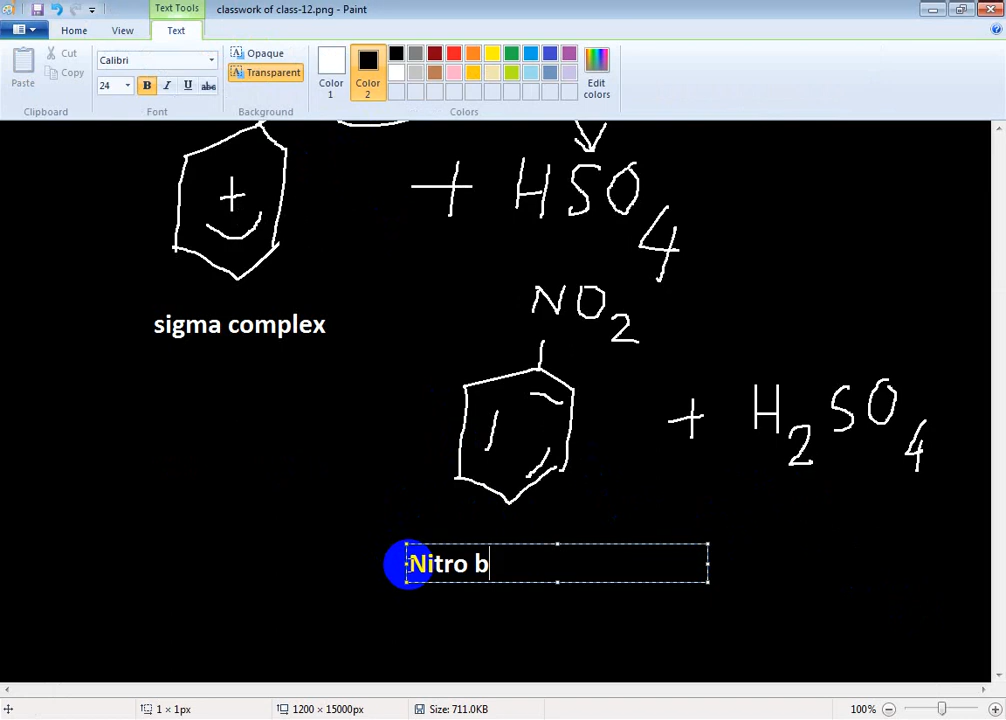 Text Tools
classwork of class-12.png - Paint
Home View Text
Paste
Cut
Copy
Clipboard
Calibri
24
B I U abc
Font
Opaque
Transparent
Background
Color 1
Color 2
Edit colors
Colors
+
+ HSO4
sigma complex
NO2
+ H2SO4
Nitro b
1 × 1px
1200 × 15000px
Size: 711.0KB
100%